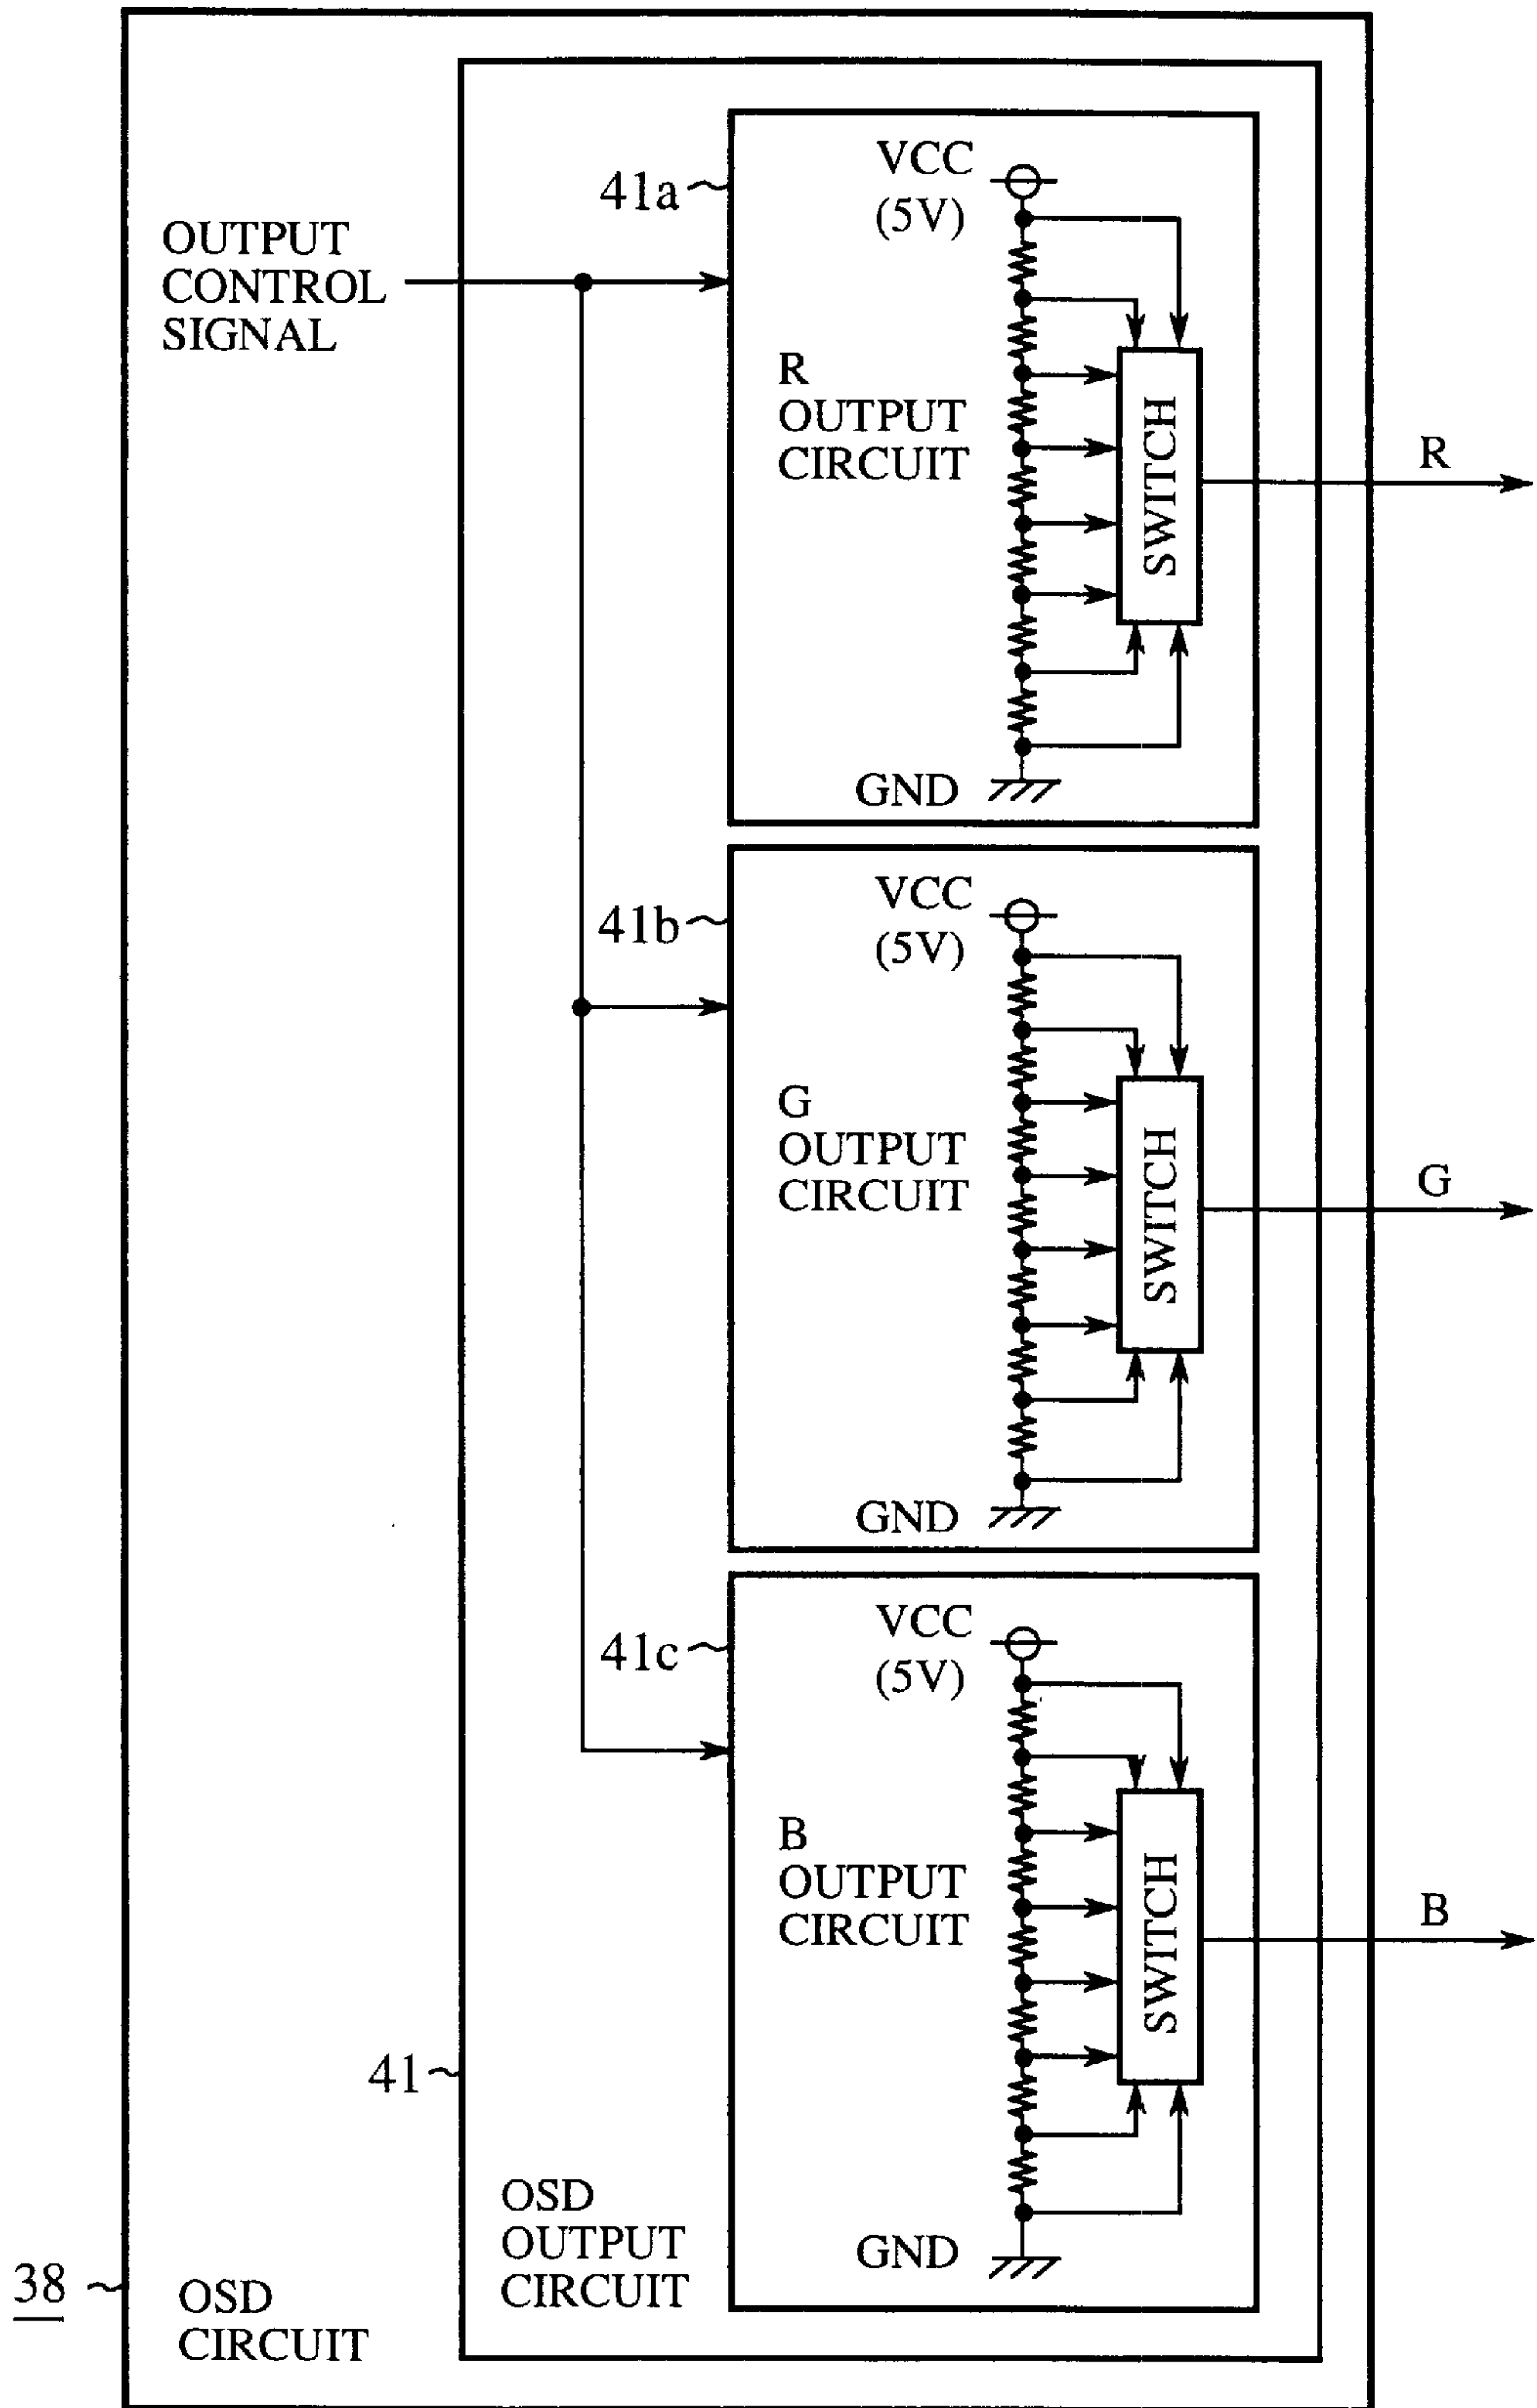 OUTPUT
CONTROL
SIGNAL
41a
VCC
(5V)
R
OUTPUT
CIRCUIT
SWITCH
R
GND
41b
VCC
(5V)
G
OUTPUT
CIRCUIT
SWITCH
G
GND
41c
VCC
(5V)
B
OUTPUT
CIRCUIT
SWITCH
B
GND
41
OSD
OUTPUT
CIRCUIT
38
OSD
CIRCUIT